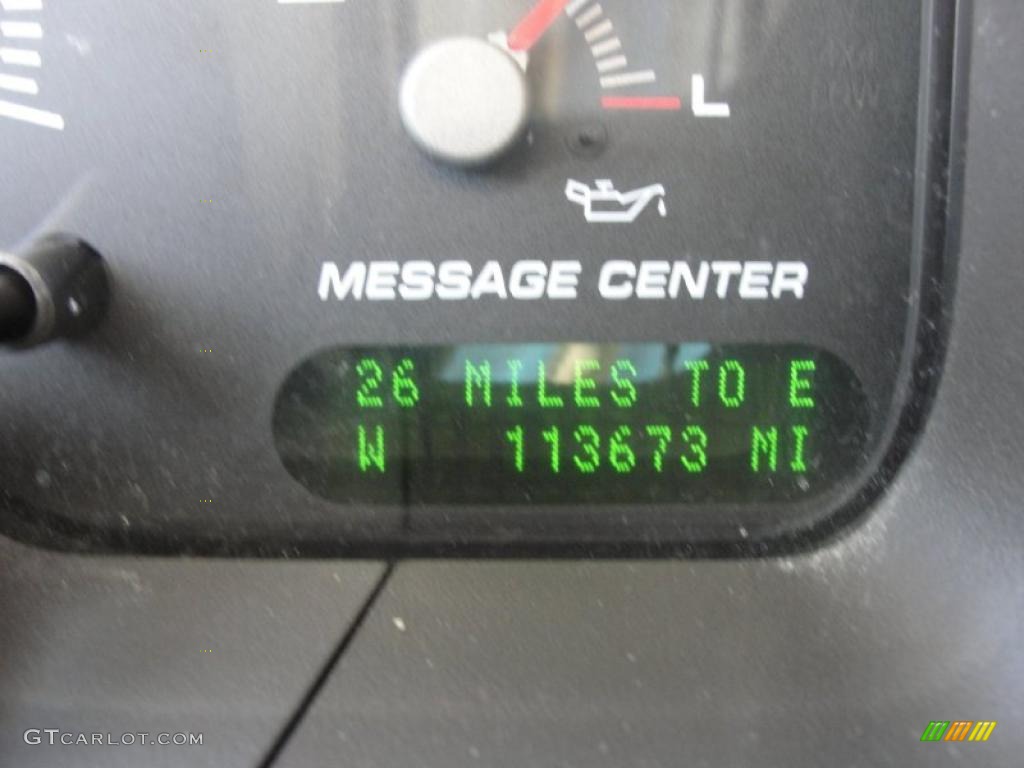 L
MESSAGE CENTER
26 MILES TO E
W 113673 MI
GTCARLOT.COM